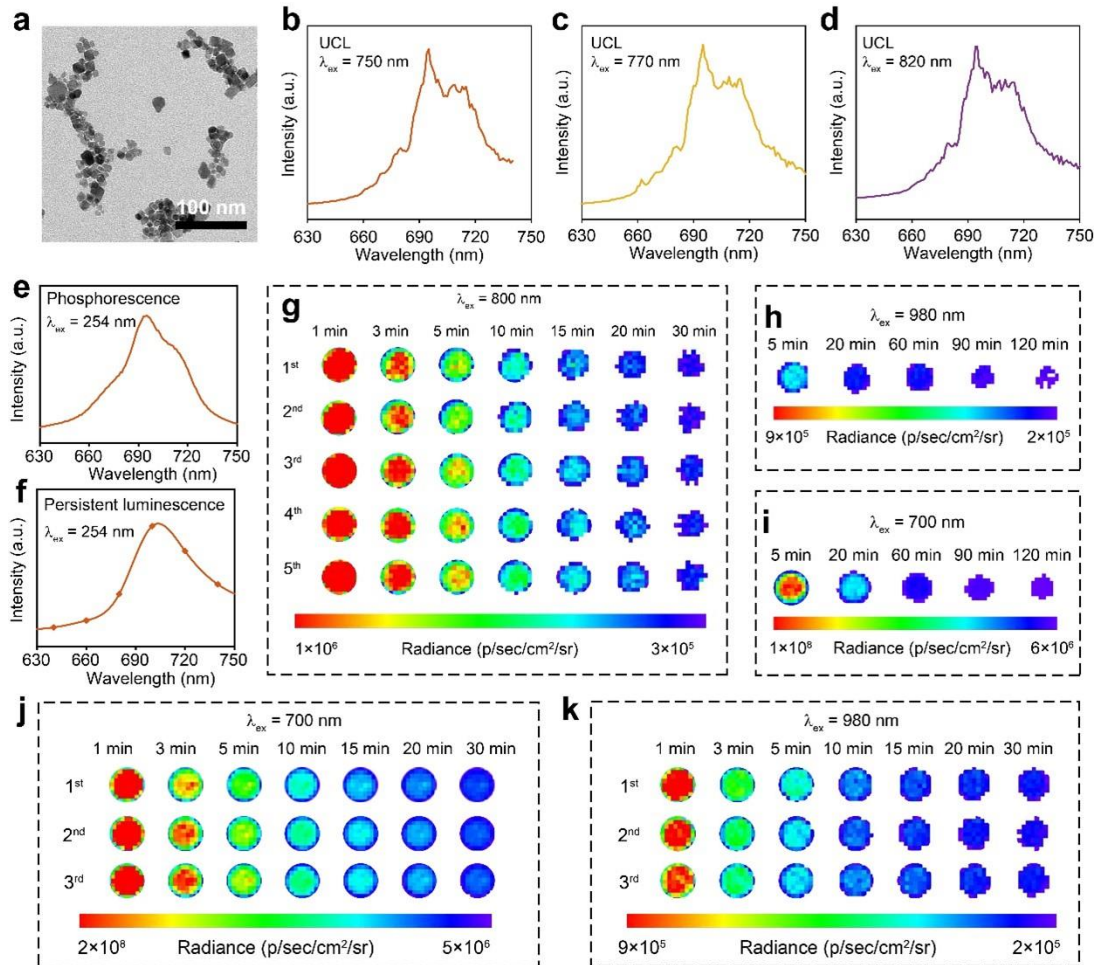 a
100 nm
b
UCL
λex = 750 nm
Intensity (a.u.)
630 660 690 720 750
Wavelength (nm)
c
UCL
λex = 770 nm
Intensity (a.u.)
630 660 690 720 750
Wavelength (nm)
d
UCL
λex = 820 nm
Intensity (a.u.)
630 660 690 720 750
Wavelength (nm)
e
Phosphorescence
λex = 254 nm
Intensity (a.u.)
630 660 690 720 750
Wavelength (nm)
f
Persistent luminescence
λex = 254 nm
Intensity (a.u.)
630 660 690 720 750
Wavelength (nm)
g
λex = 800 nm
1 min 3 min 5 min 10 min 15 min 20 min 30 min
1st
2nd
3rd
4th
5th
1×10⁶ Radiance (p/sec/cm²/sr) 3×10⁵
h
λex = 980 nm
5 min 20 min 60 min 90 min 120 min
9×10⁵ Radiance (p/sec/cm²/sr) 2×10⁵
i
λex = 700 nm
5 min 20 min 60 min 90 min 120 min
1×10⁸ Radiance (p/sec/cm²/sr) 6×10⁶
j
λex = 700 nm
1 min 3 min 5 min 10 min 15 min 20 min 30 min
1st
2nd
3rd
2×10⁸ Radiance (p/sec/cm²/sr) 5×10⁶
k
λex = 980 nm
1 min 3 min 5 min 10 min 15 min 20 min 30 min
1st
2nd
3rd
9×10⁵ Radiance (p/sec/cm²/sr) 2×10⁵